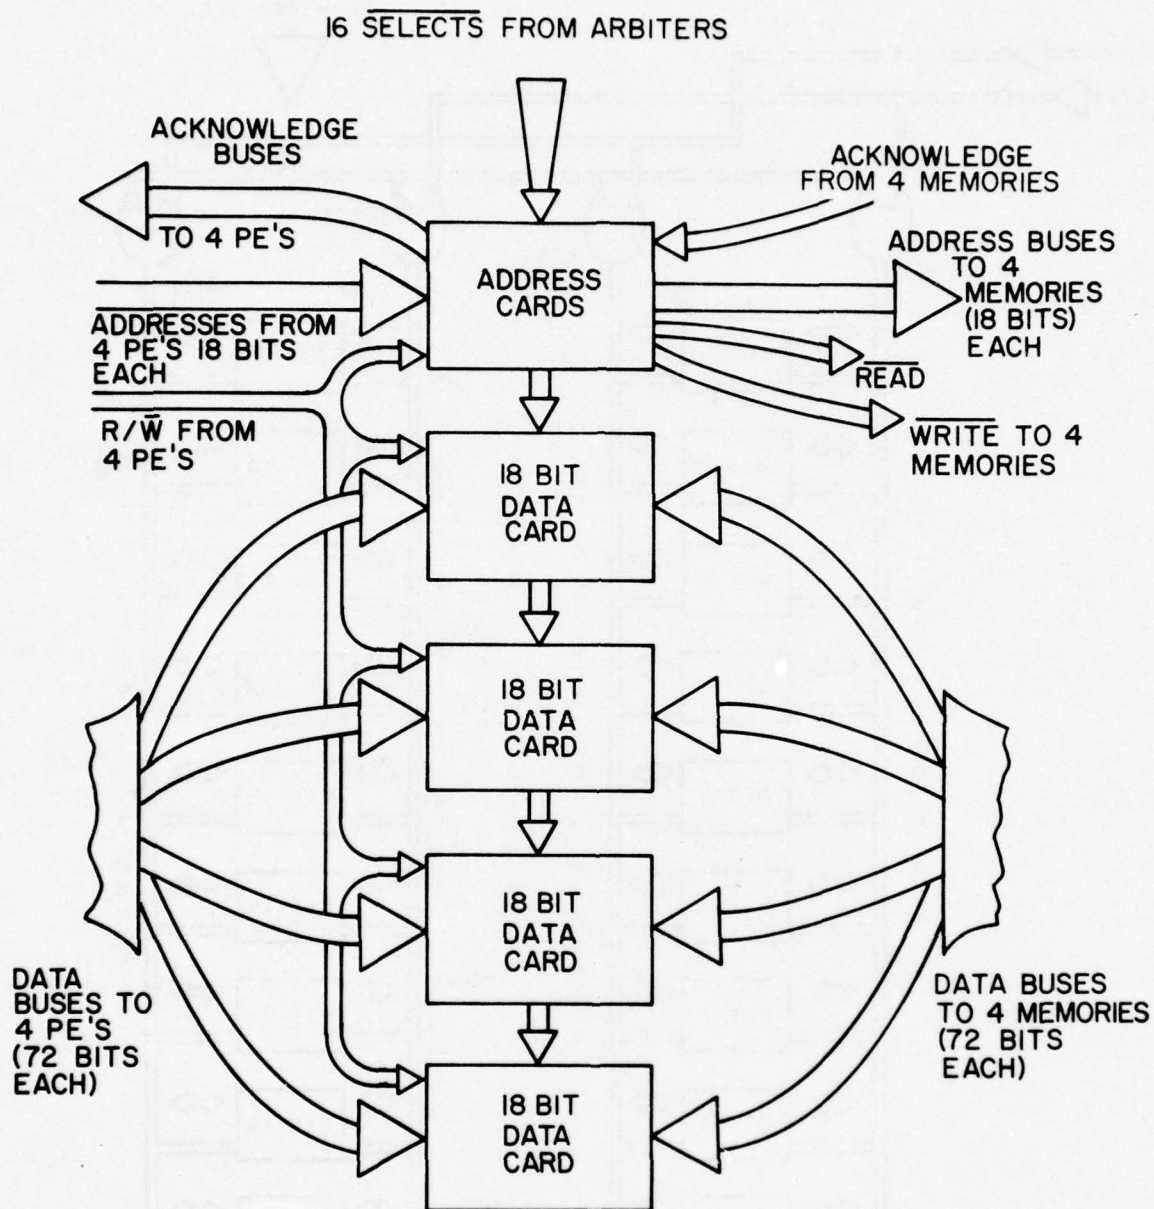 16 SELECTS FROM ARBITERS
ACKNOWLEDGE
BUSES
TO 4 PE'S
ACKNOWLEDGE
FROM 4 MEMORIES
ADDRESS
CARDS
ADDRESS BUSES
TO 4
MEMORIES
(18 BITS)
EACH
ADDRESSES FROM
4 PE'S 18 BITS
EACH
READ
R/W̅ FROM
4 PE'S
WRITE TO 4
MEMORIES
18 BIT
DATA
CARD
18 BIT
DATA
CARD
18 BIT
DATA
CARD
DATA
BUSES TO
4 PE'S
(72 BITS
EACH)
DATA BUSES
TO 4 MEMORIES
(72 BITS
EACH)
18 BIT
DATA
CARD